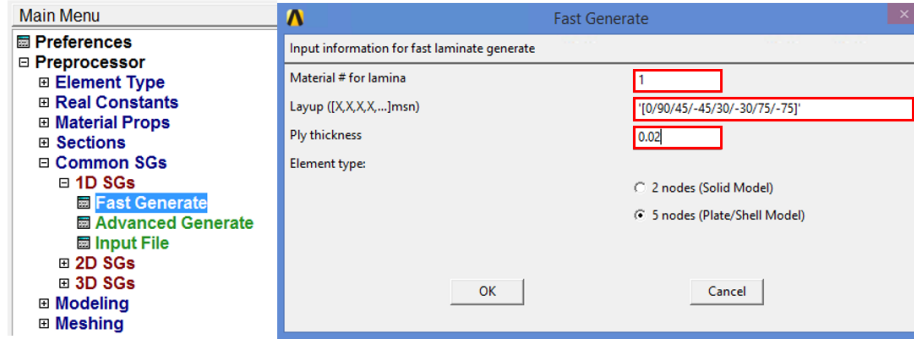 Main Menu
Preferences
Preprocessor
Element Type
Real Constants
Material Props
Sections
Common SGs
1D SGs
Fast Generate
Advanced Generate
Input File
2D SGs
3D SGs
Modeling
Meshing
Fast Generate
Input information for fast laminate generate
Material # for lamina 1
Layup ([X,X,X,X,...]msn) '[0/90/45/-45/30/-30/75/-75]'
Ply thickness 0.02
Element type:
2 nodes (Solid Model)
5 nodes (Plate/Shell Model)
OK Cancel